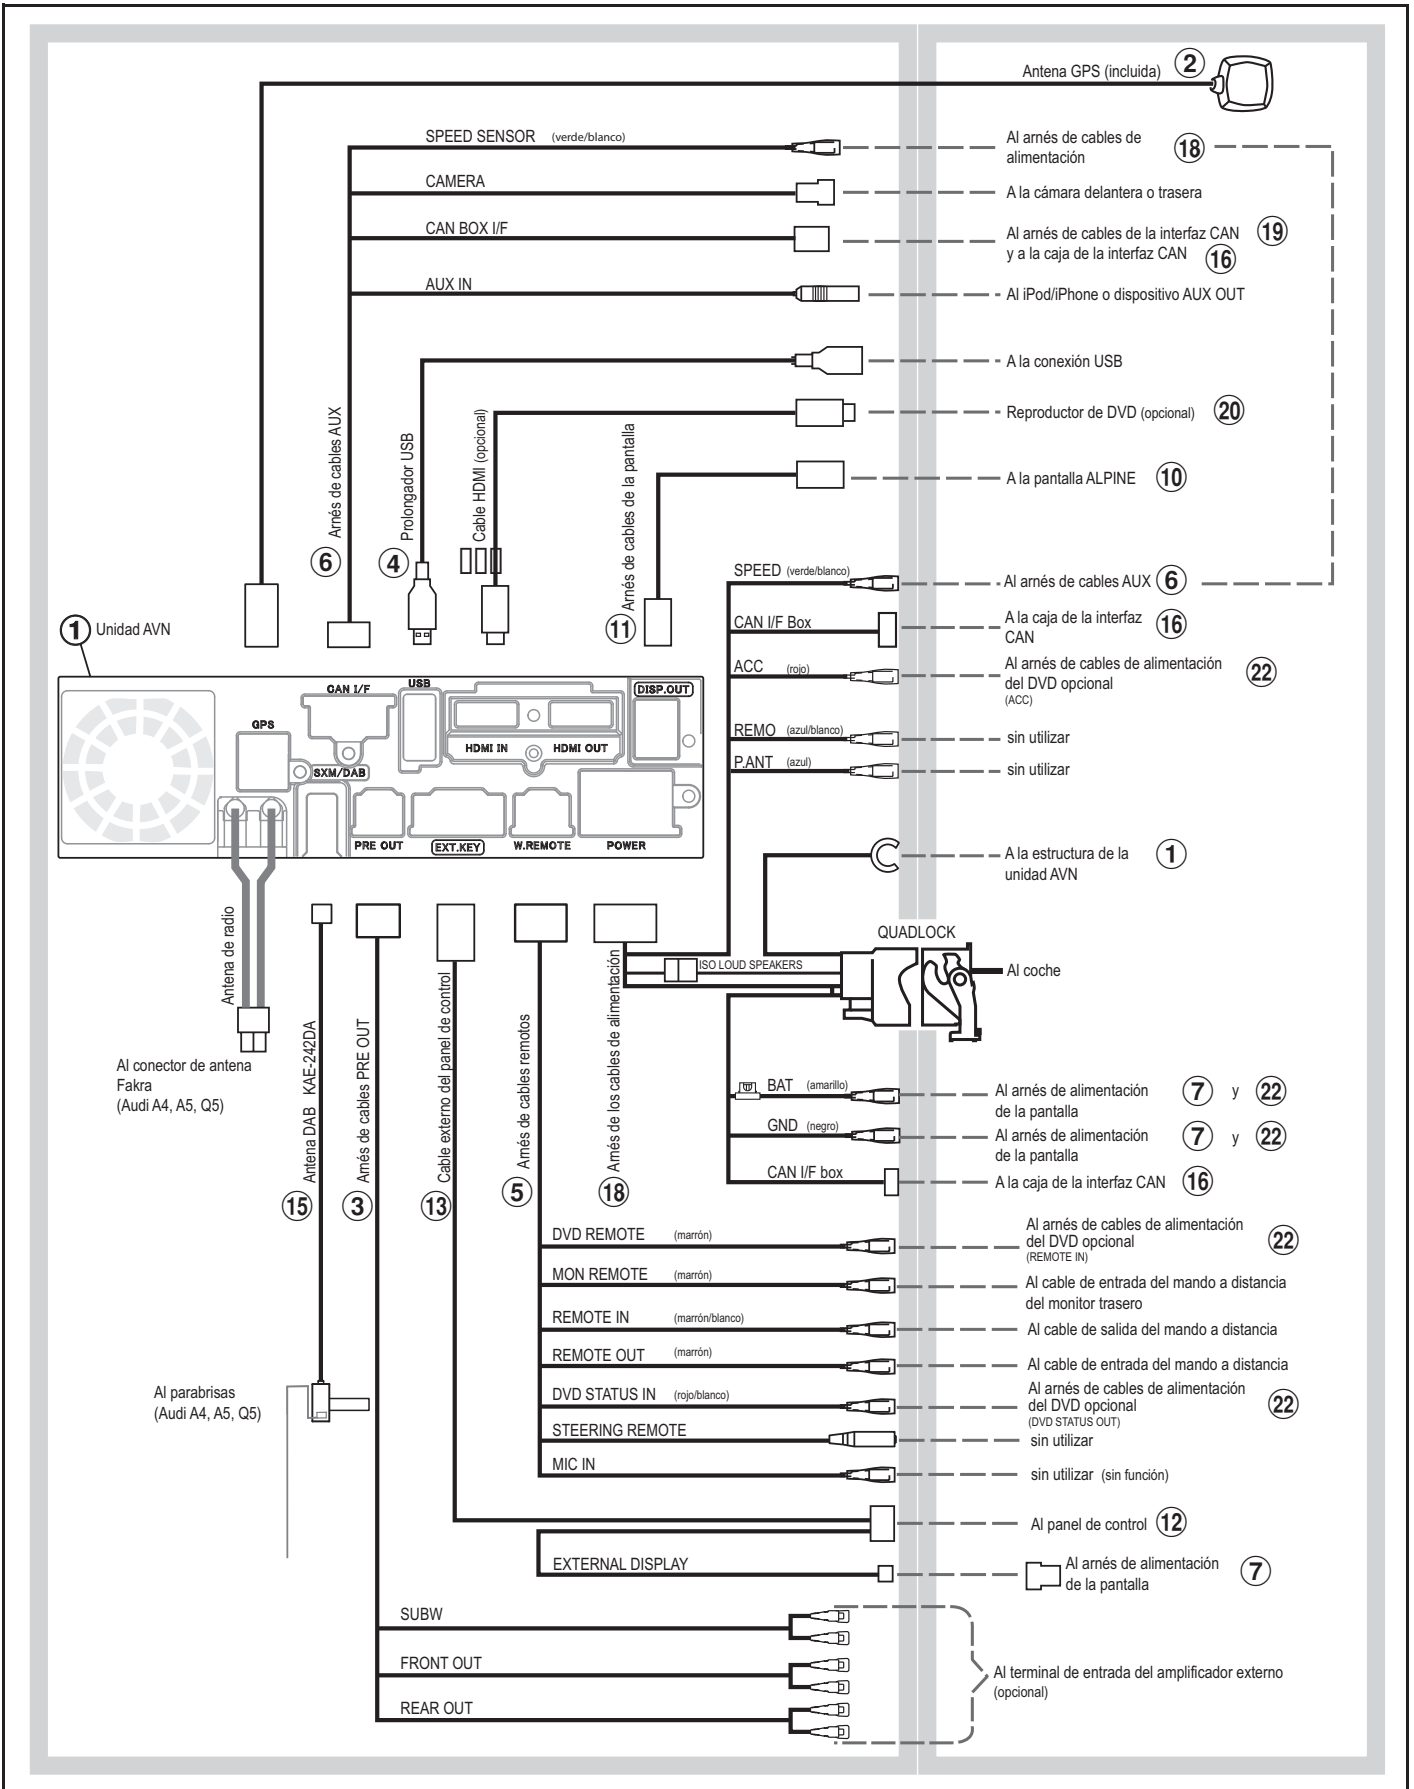 Antena GPS (incluida) 2
SPEED SENSOR (verde/blanco)
Al arnés de cables de
alimentación 18
CAMERA
A la cámara delantera o trasera
CAN BOX I/F
Al arnés de cables de la interfaz CAN 19
y a la caja de la interfaz CAN 16
AUX IN
Al iPod/iPhone o dispositivo AUX OUT
A la conexión USB
Reproductor de DVD (opcional) 20
A la pantalla ALPINE 10
Arnés de cables AUX
6
Prolongador USB
4
Cable HDMI (opcional)
Arnés de cables de la pantalla
11
SPEED (verde/blanco)
Al arnés de cables AUX 6
CAN I/F Box
A la caja de la interfaz
CAN
16
ACC (rojo)
Al arnés de cables de alimentación
del DVD opcional
(ACC)
22
REMO (azul/blanco)
sin utilizar
P.ANT (azul)
sin utilizar
1 Unidad AVN
CAN I/F
USB
DISP.OUT
GPS
HDMI IN
HDMI OUT
SXM/DAB
PRE OUT
EXT.KEY
W.REMOTE
POWER
A la estructura de la
unidad AVN
1
QUADLOCK
ISO LOUD SPEAKERS
Al coche
Antena de radio
Al conector de antena
Fakra
(Audi A4, A5, Q5)
Antena DAB KAE-242DA
15
Arnés de cables PRE OUT
3
Cable externo del panel de control
13
Arnés de cables remotos
5
Arnés de los cables de alimentación
18
BAT (amarillo)
Al arnés de alimentación
de la pantalla
7 y 22
GND (negro)
Al arnés de alimentación
de la pantalla
7 y 22
CAN I/F box
A la caja de la interfaz CAN 16
DVD REMOTE (marrón)
Al arnés de cables de alimentación
del DVD opcional
(REMOTE IN)
22
MON REMOTE (marrón)
Al cable de entrada del mando a distancia
del monitor trasero
REMOTE IN (marrón/blanco)
Al cable de salida del mando a distancia
REMOTE OUT (marrón)
Al cable de entrada del mando a distancia
DVD STATUS IN (rojo/blanco)
Al arnés de cables de alimentación
del DVD opcional
(DVD STATUS OUT)
22
STEERING REMOTE
sin utilizar
MIC IN
sin utilizar (sin función)
Al parabrisas
(Audi A4, A5, Q5)
Al panel de control 12
EXTERNAL DISPLAY
Al arnés de alimentación
de la pantalla
7
SUBW
FRONT OUT
REAR OUT
Al terminal de entrada del amplificador externo
(opcional)